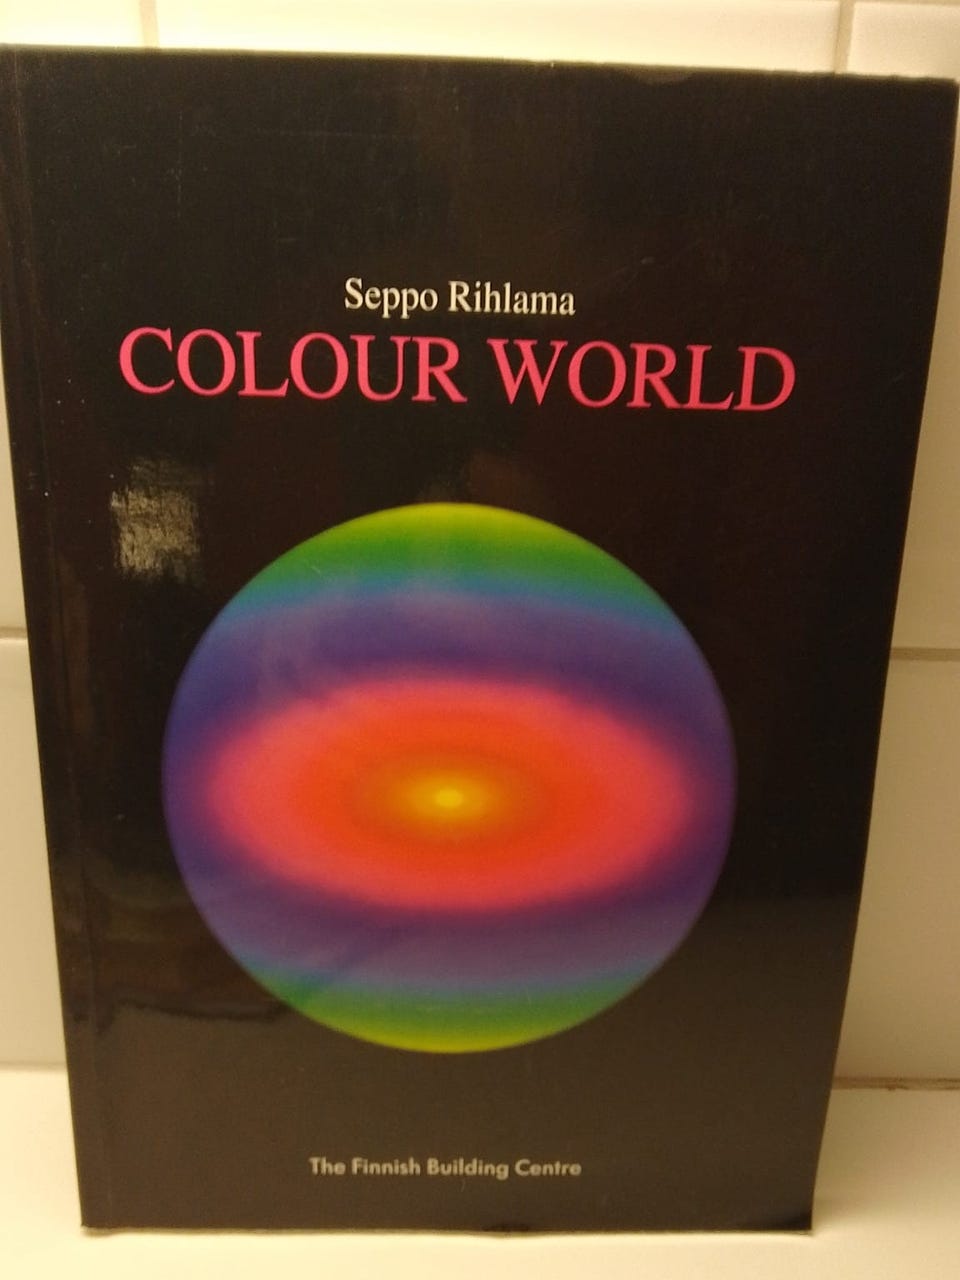 Seppo Rihlama
COLOUR WORLD
The Finnish Building Centre